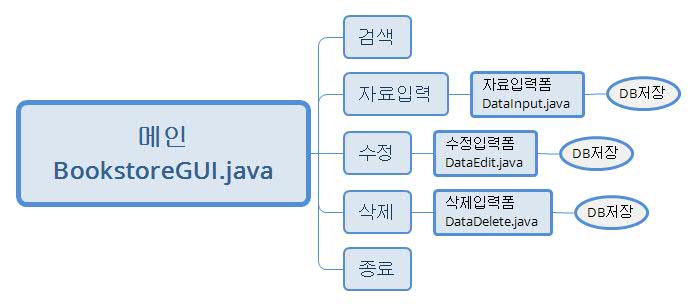 메인
BookstoreGUI.java
검색
자료입력
자료입력폼
DataInput.java
DB저장
수정
수정입력폼
DataEdit.java
DB저장
삭제
삭제입력폼
DataDelete.java
DB저장
종료